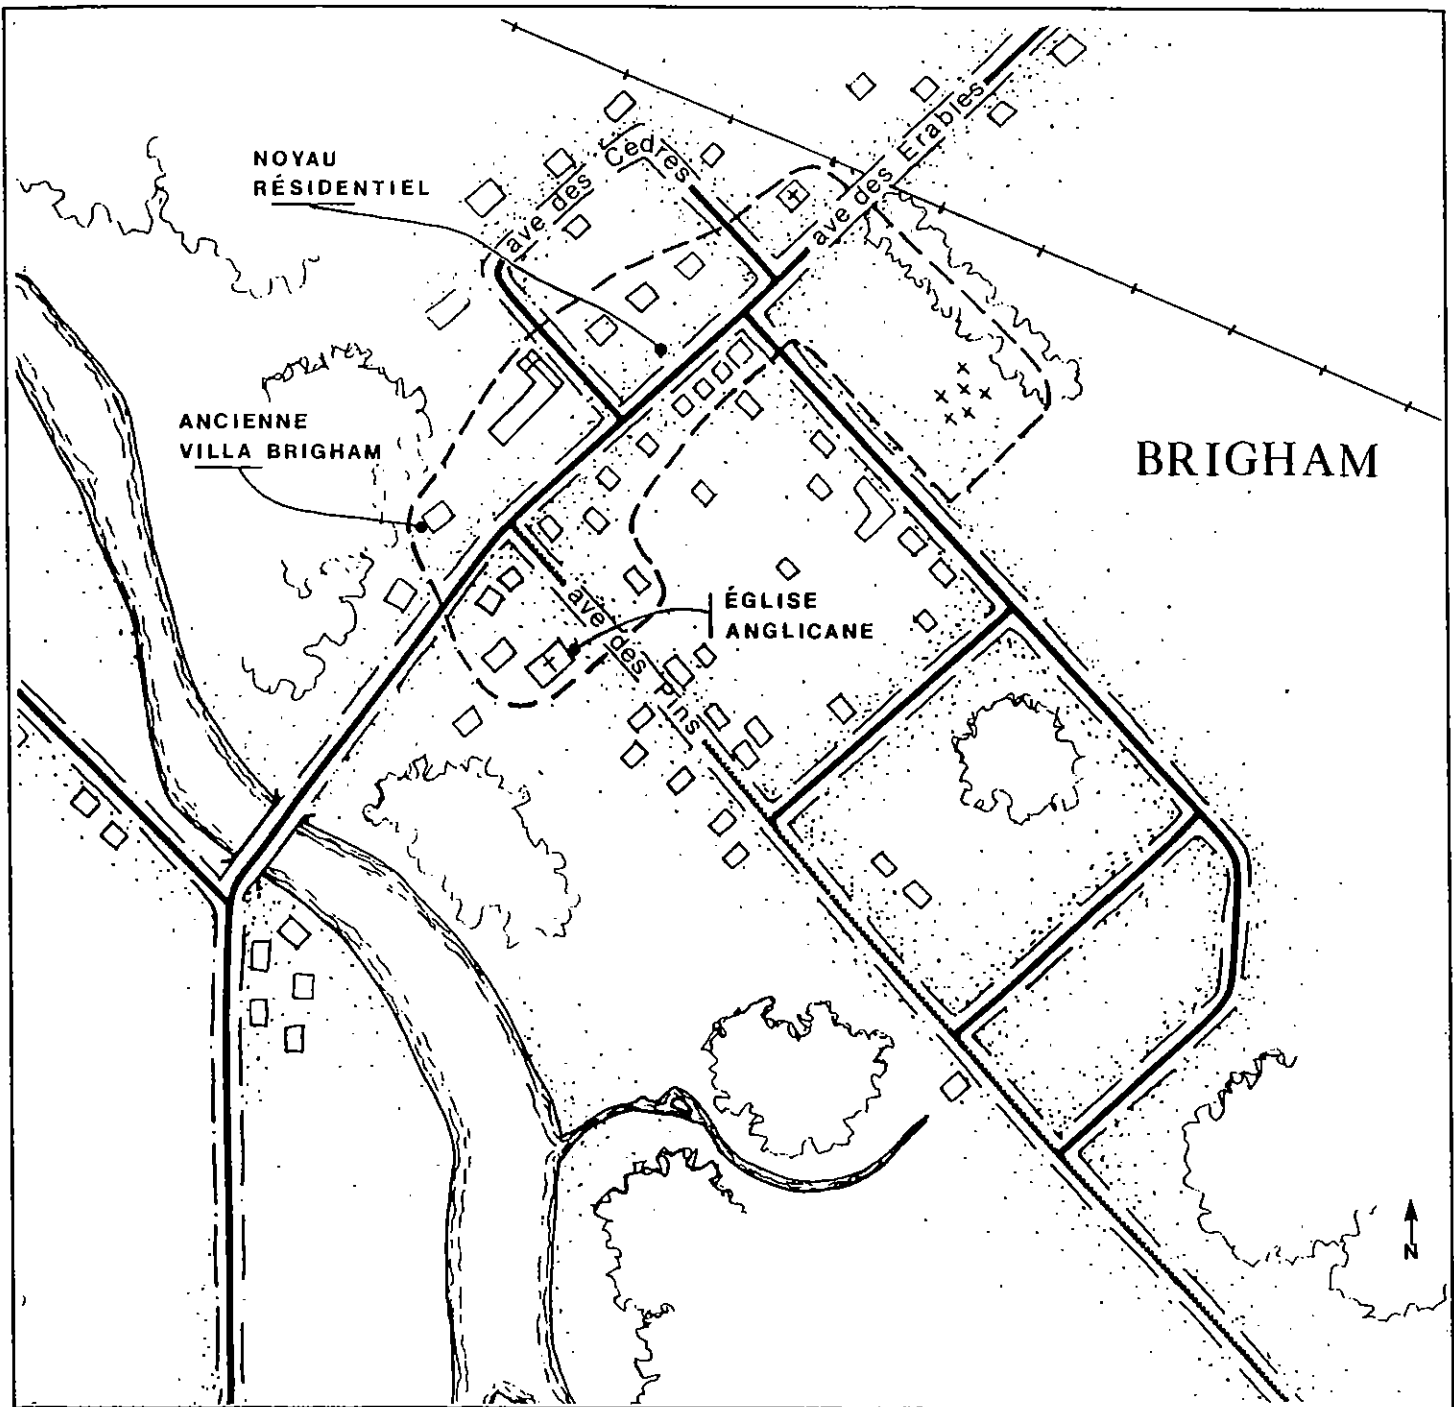 NOYAU
RÉSIDENTIEL
ave des Cèdres
ave des Erables
ANCIENNE
VILLA BRIGHAM
BRIGHAM
ÉGLISE
ANGLICANE
ave des Pins
N